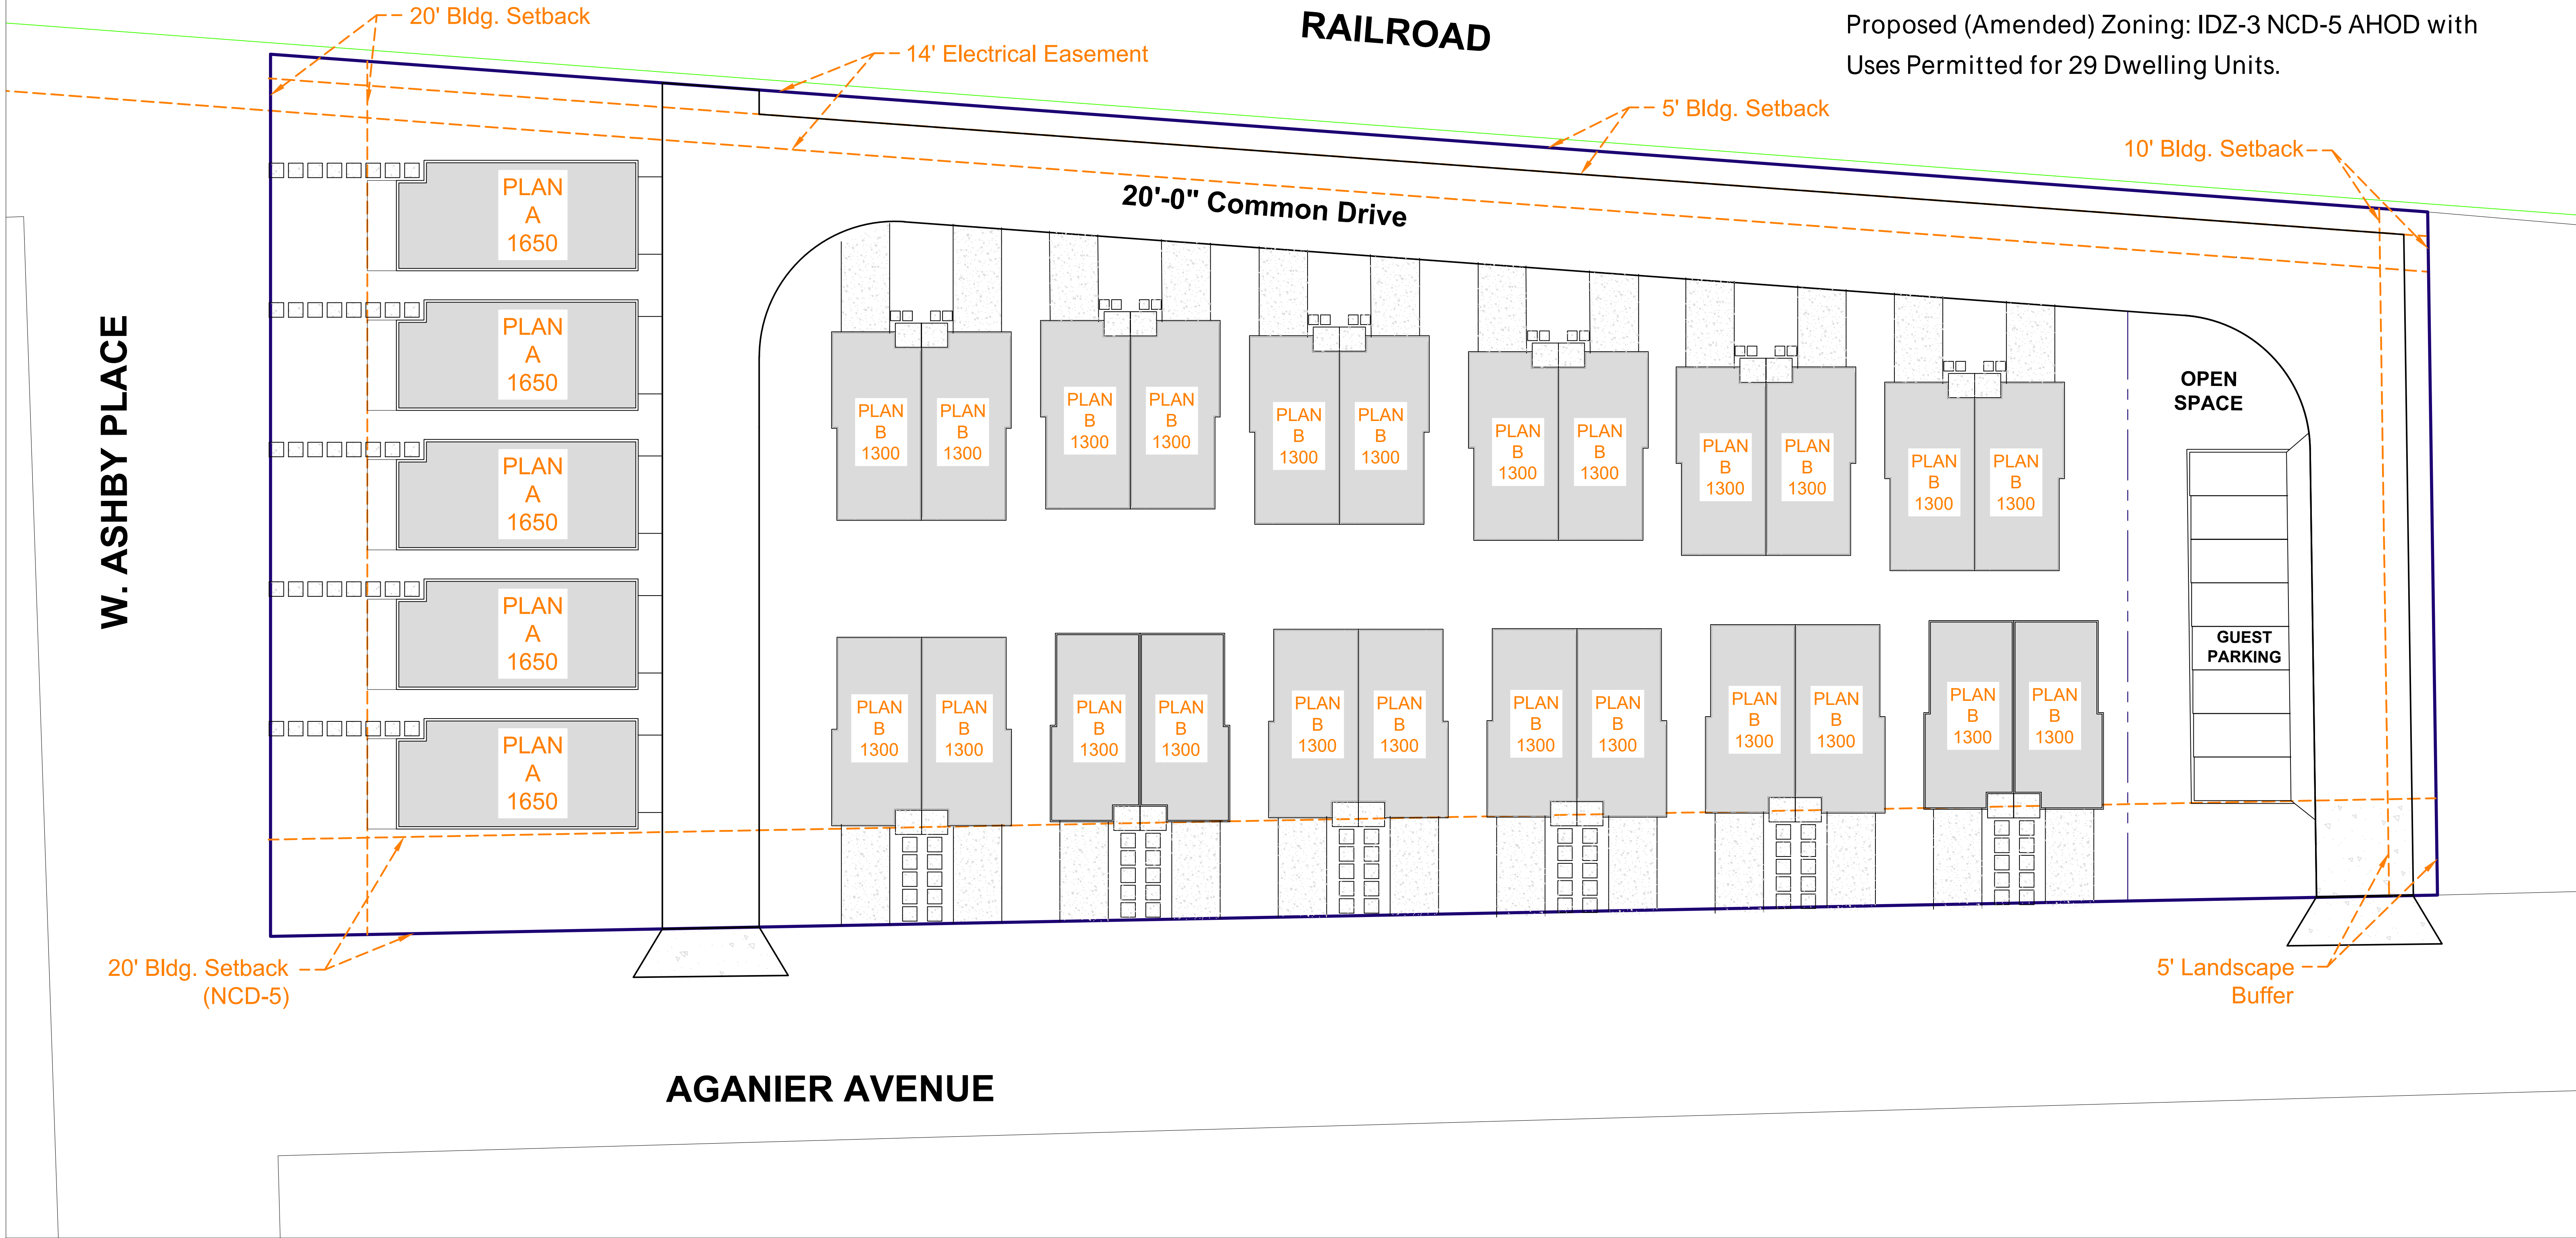 20' Bldg. Setback
14' Electrical Easement
RAILROAD
Proposed (Amended) Zoning: IDZ-3 NCD-5 AHOD with
Uses Permitted for 29 Dwelling Units.
5' Bldg. Setback
10' Bldg. Setback
20'-0" Common Drive
W. ASHBY PLACE
PLAN
A
1650
PLAN
A
1650
PLAN
A
1650
PLAN
A
1650
PLAN
A
1650
PLAN
B
1300
PLAN
B
1300
PLAN
B
1300
PLAN
B
1300
PLAN
B
1300
PLAN
B
1300
PLAN
B
1300
PLAN
B
1300
PLAN
B
1300
PLAN
B
1300
PLAN
B
1300
PLAN
B
1300
OPEN
SPACE
GUEST
PARKING
PLAN
B
1300
PLAN
B
1300
PLAN
B
1300
PLAN
B
1300
PLAN
B
1300
PLAN
B
1300
PLAN
B
1300
PLAN
B
1300
PLAN
B
1300
PLAN
B
1300
PLAN
B
1300
PLAN
B
1300
20' Bldg. Setback
(NCD-5)
5' Landscape
Buffer
AGANIER AVENUE